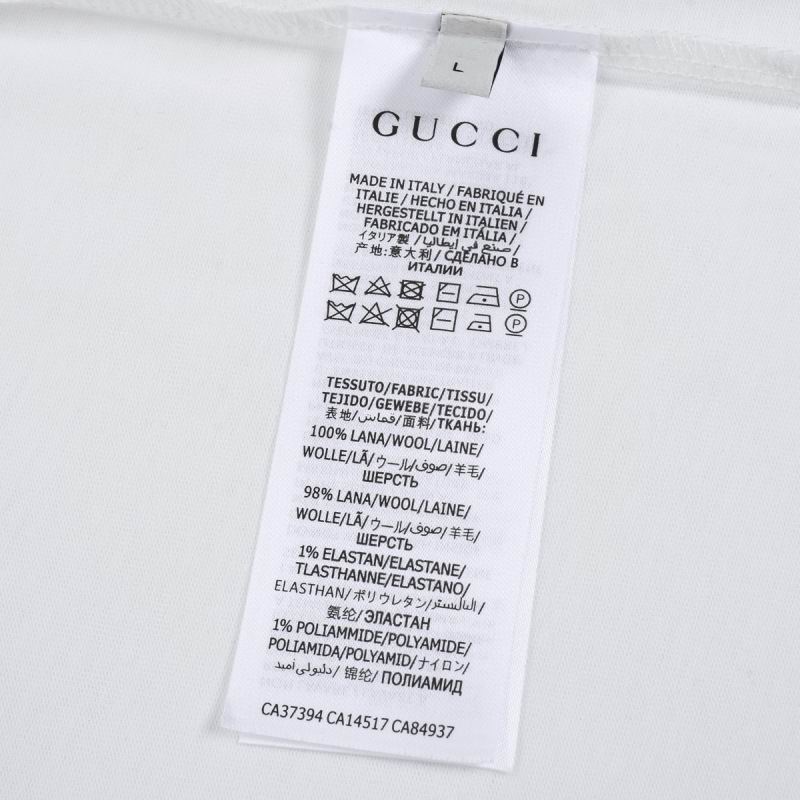 L
GUCCI
MADE IN ITALY / FABRIQUÉ EN
ITALIE / HECHO EN ITALIA /
HERGESTELLT IN ITALIEN /
FABRICADO EM ITÁLIA /
イタリア製 / صنع في إيطاليا /
产地:意大利 / СДЕЛАНО В
ИТАЛИИ
P
P
TESSUTO/FABRIC/TISSU/
TEJIDO/GEWEBE/TECIDO/
表地/قماش/面料/ТКАНЬ:
100% LANA/WOOL/LAINE/
WOLLE/LÃ/ウール/صوف/羊毛/
ШЕРСТЬ
98% LANA/WOOL/LAINE/
WOLLE/LÃ/ウール/صوف/羊毛/
ШЕРСТЬ
1% ELASTAN/ELASTANE/
TLASTHANNE/ELASTANO/
ELASTHAN/ポリウレタン/
氨纶/ЭЛАСТАН
1% POLIAMMIDE/POLYAMIDE/
POLIAMIDA/POLYAMID/ナイロン/
/锦纶/ ПОЛИАМИД
CA37394 CA14517 CA84937